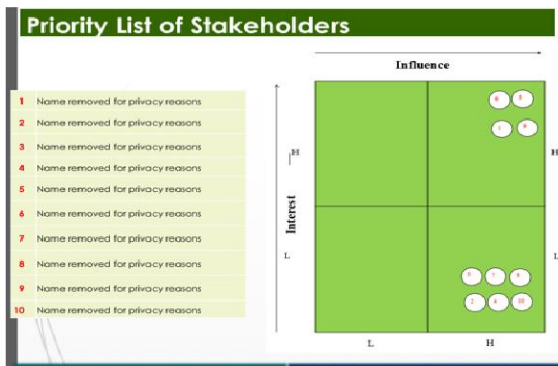 Priority List of Stakeholders
Influence
1 Name removed for privacy reasons
2 Name removed for privacy reasons
3 Name removed for privacy reasons
4 Name removed for privacy reasons
5 Name removed for privacy reasons
6 Name removed for privacy reasons
7 Name removed for privacy reasons
8 Name removed for privacy reasons
9 Name removed for privacy reasons
10 Name removed for privacy reasons
H
Interest
L
H
L
2
10
L H